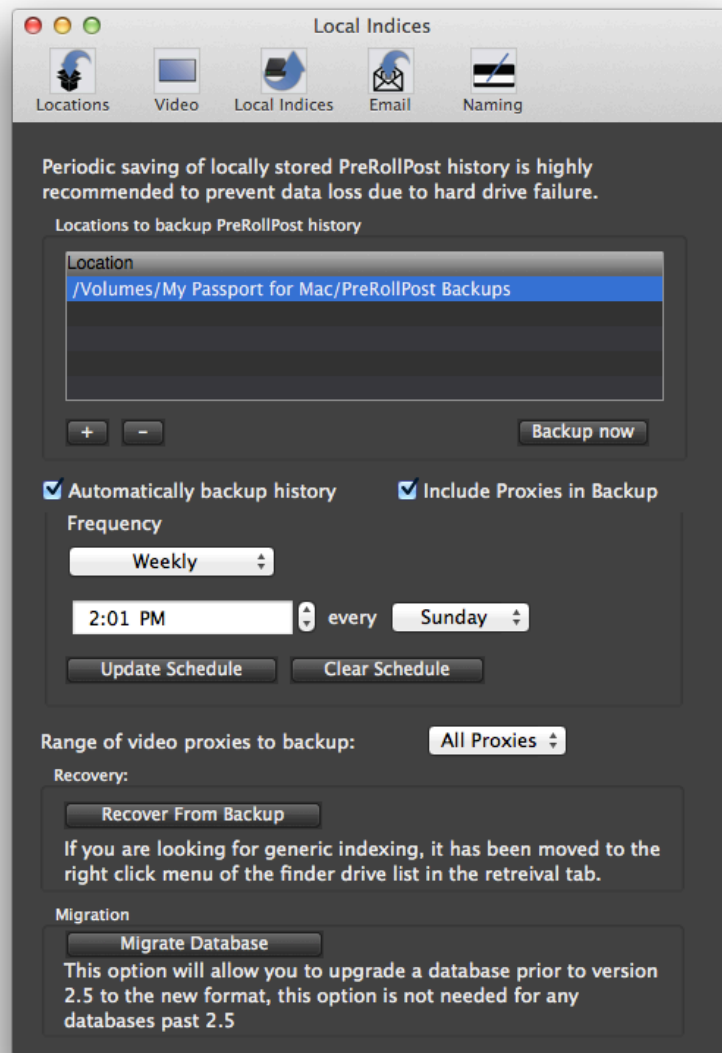 Local Indices
Locations Video Local Indices Email Naming
Periodic saving of locally stored PreRollPost history is highly
recommended to prevent data loss due to hard drive failure.
Locations to backup PreRollPost history
Location
/Volumes/My Passport for Mac/PreRollPost Backups
+ - Backup now
Automatically backup history Include Proxies in Backup
Frequency
Weekly
2:01 PM every Sunday
Update Schedule Clear Schedule
Range of video proxies to backup: All Proxies
Recovery:
Recover From Backup
If you are looking for generic indexing, it has been moved to the
right click menu of the finder drive list in the retreival tab.
Migration
Migrate Database
This option will allow you to upgrade a database prior to version
2.5 to the new format, this option is not needed for any
databases past 2.5